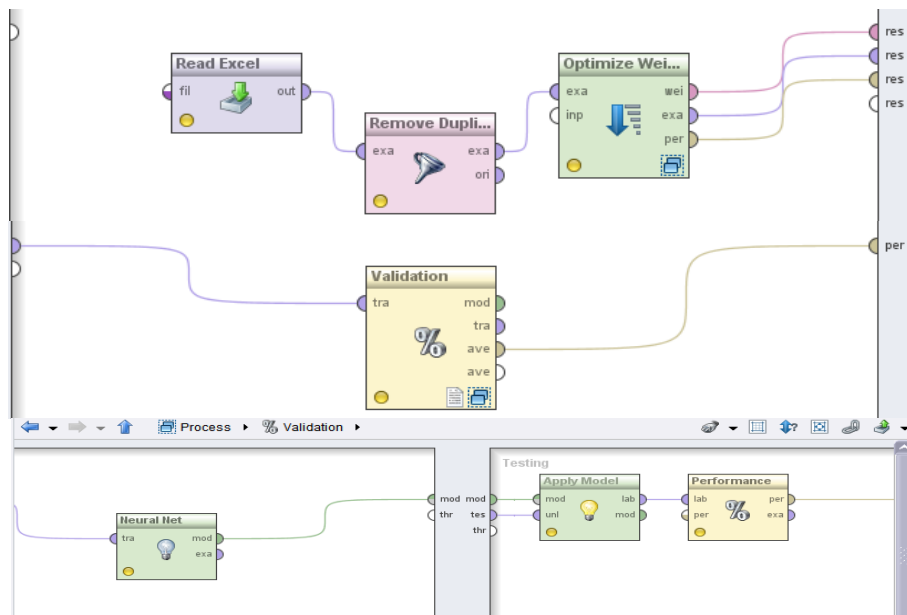 Read Excel
fil out
Remove Dupli...
exa exa
ori
Optimize Wei...
exa wei
inp exa
per
res
res
res
res
Validation
tra mod
tra
% ave
ave
per
Process ▸ % Validation ▸
Neural Net
tra mod
exa
mod mod
thr tes
thr
Testing
Apply Model
mod lab
unl mod
Performance
lab per
per % exa